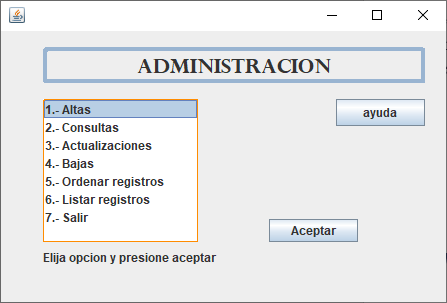 ADMINISTRACION
1.- Altas
2.- Consultas
3.- Actualizaciones
4.- Bajas
5.- Ordenar registros
6.- Listar registros
7.- Salir
ayuda
Aceptar
Elija opcion y presione aceptar